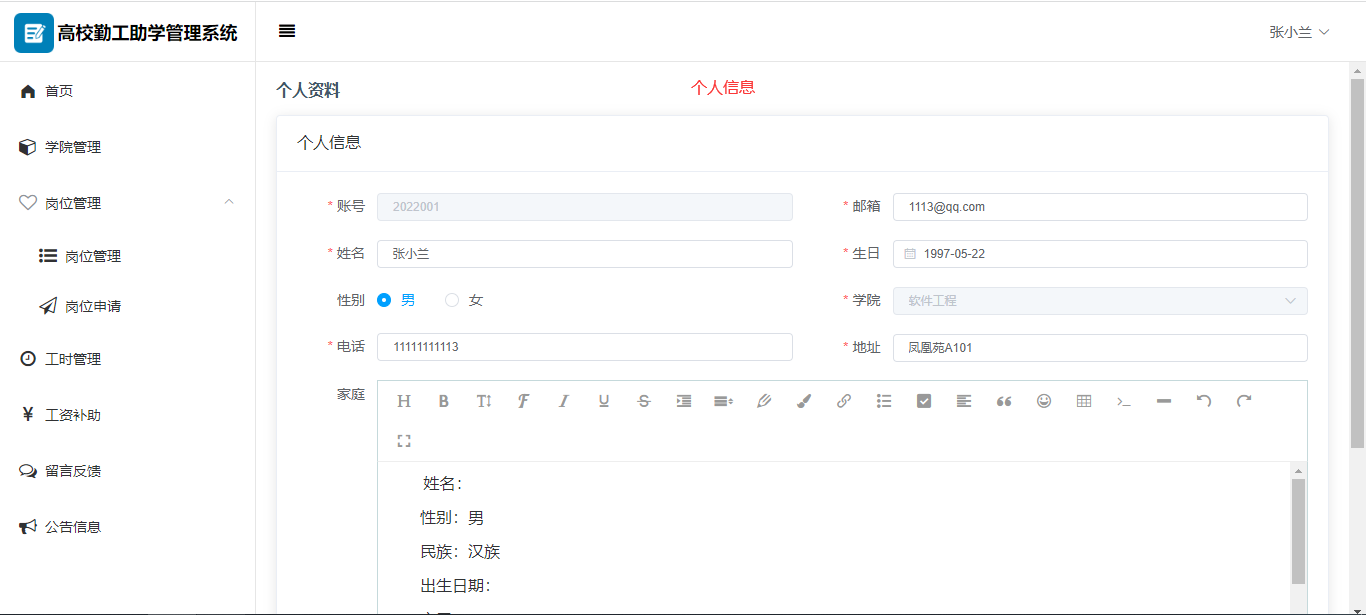 高校勤工助学管理系统
张小兰
首页
学院管理
岗位管理
岗位管理
岗位申请
工时管理
工资补助
留言反馈
公告信息
个人资料
个人信息
个人信息
* 账号 2022001
* 邮箱 1113@qq.com
* 姓名 张小兰
* 生日 1997-05-22
性别 男 女
* 学院 软件工程
* 电话 11111111113
* 地址 凤凰苑A101
家庭
姓名：
性别：男
民族：汉族
出生日期：